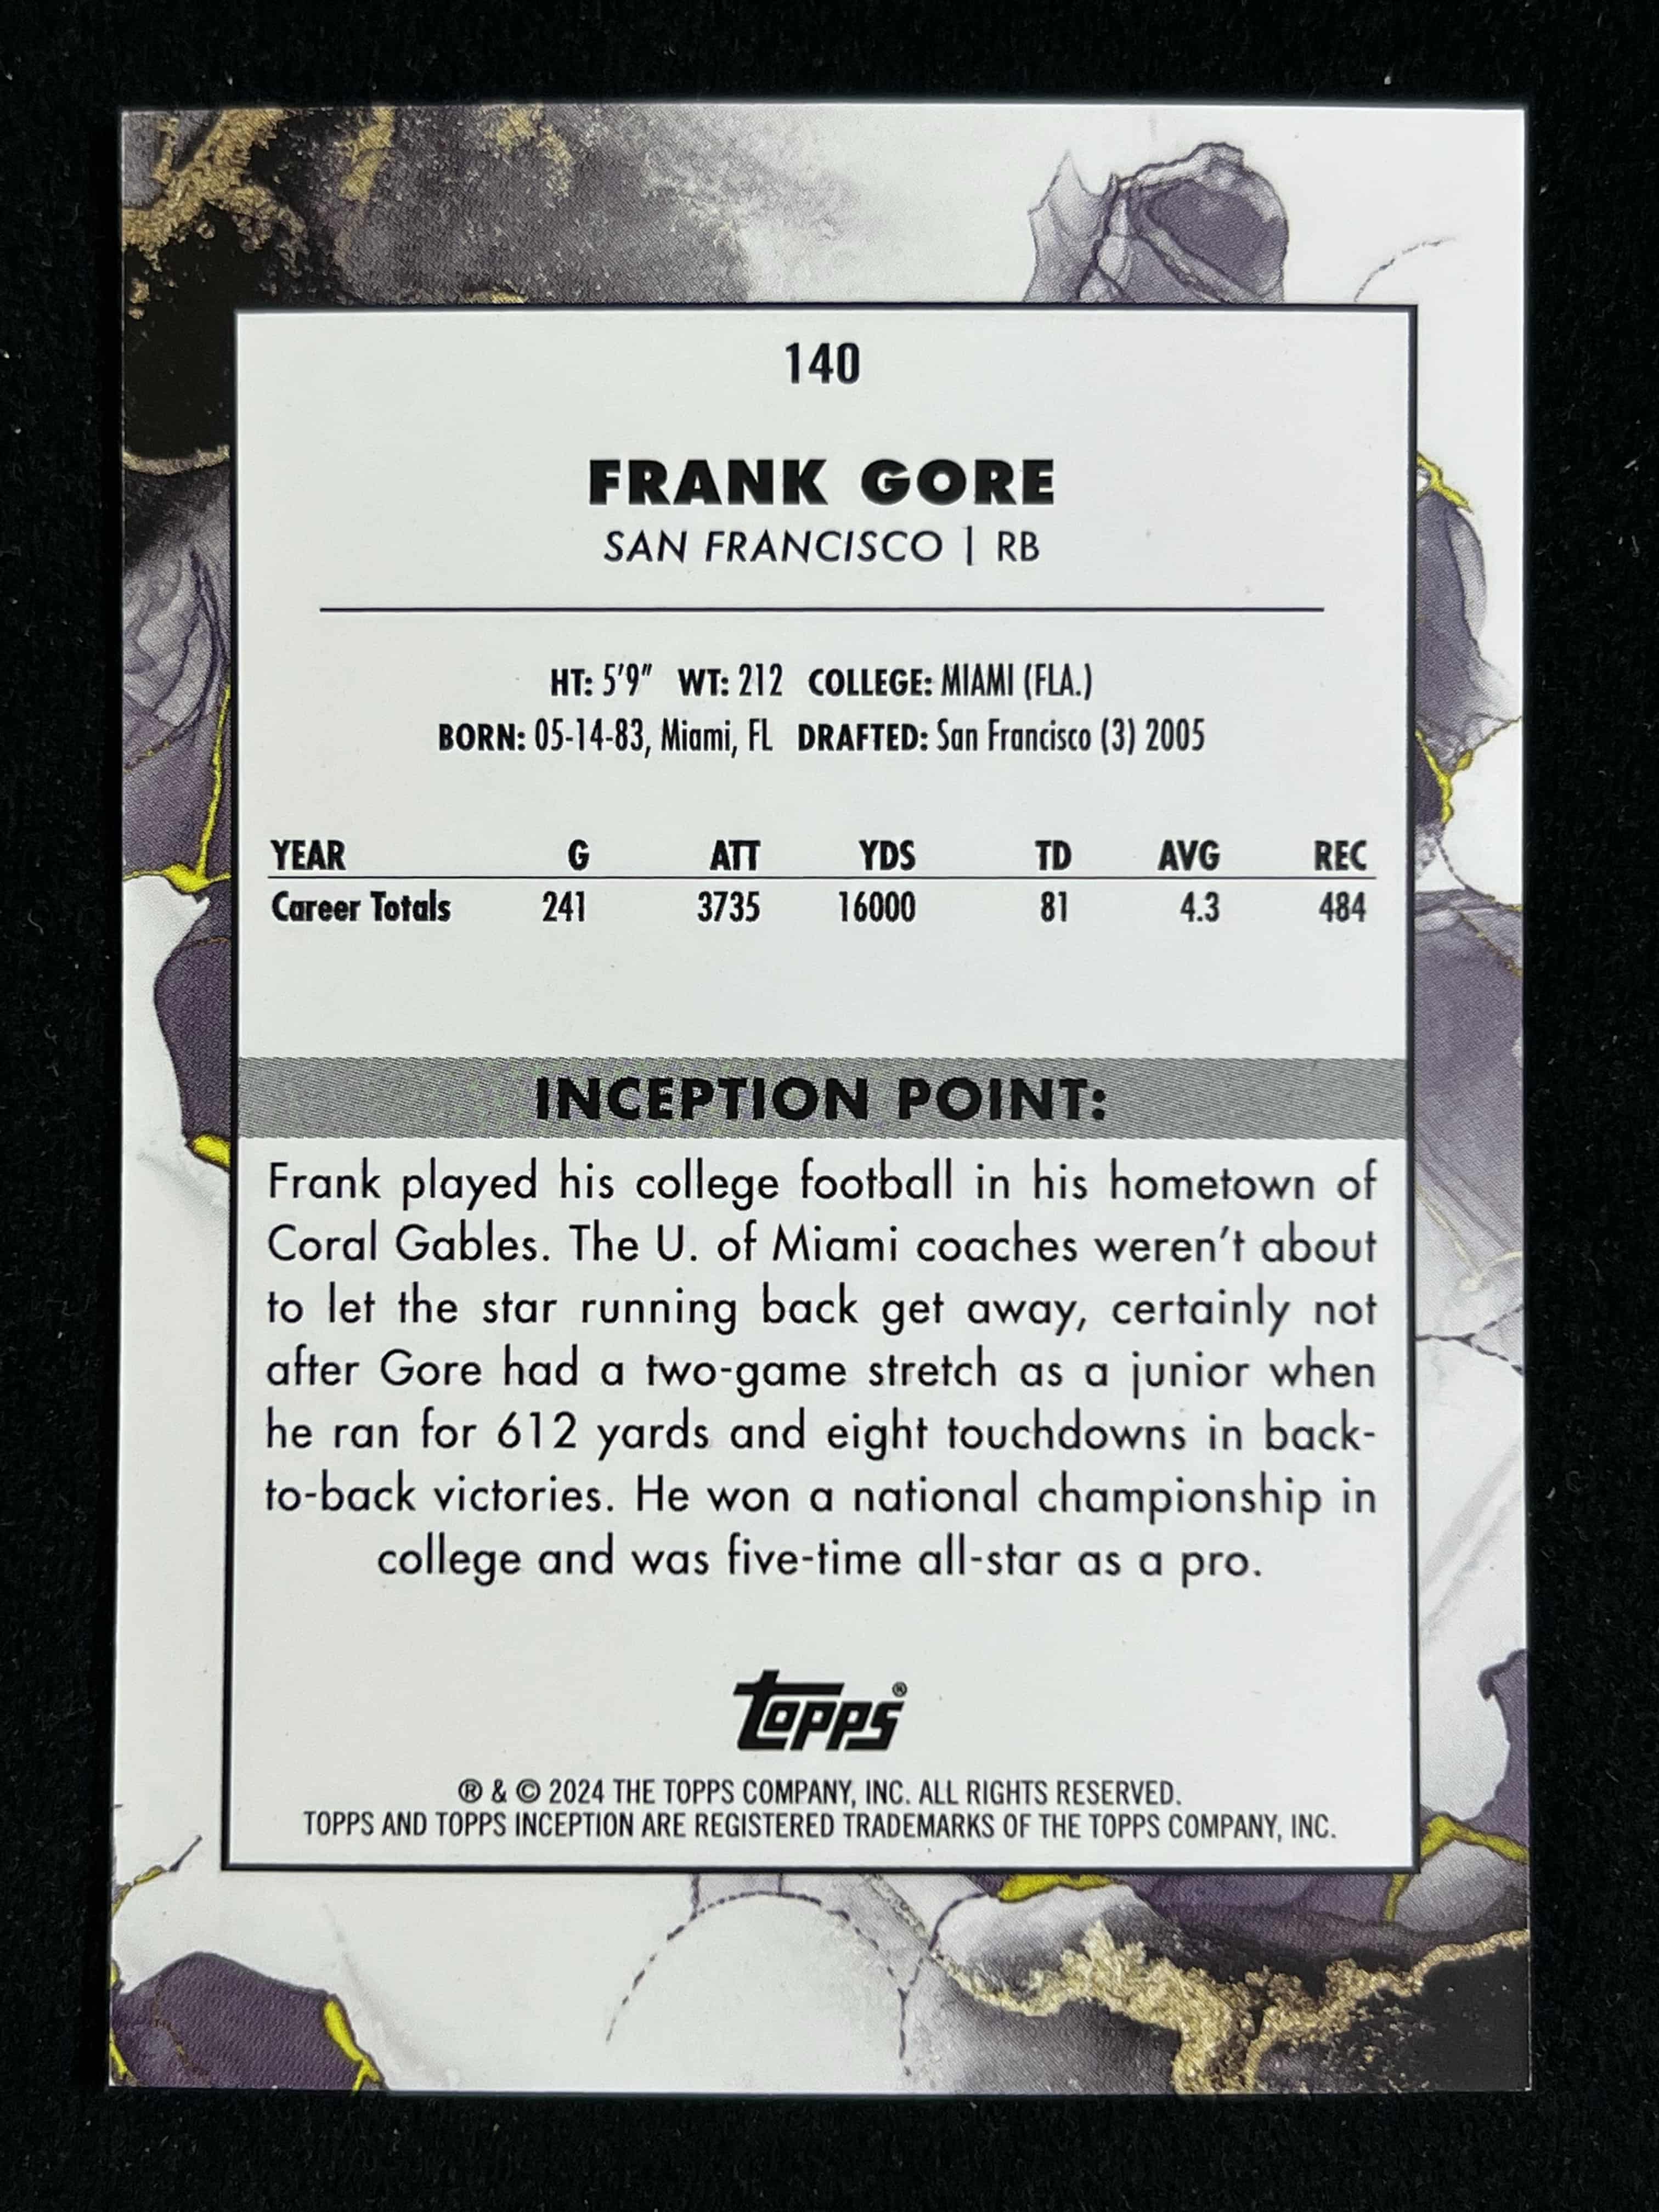 140
FRANK GORE
SAN FRANCISCO | RB
HT: 5'9" WT: 212 COLLEGE: MIAMI (FLA.)
BORN: 05-14-83, Miami, FL DRAFTED: San Francisco (3) 2005
YEAR G ATT YDS TD AVG REC
Career Totals 241 3735 16000 81 4.3 484
INCEPTION POINT:
Frank played his college football in his hometown of
Coral Gables. The U. of Miami coaches weren't about
to let the star running back get away, certainly not
after Gore had a two-game stretch as a junior when
he ran for 612 yards and eight touchdowns in back-
to-back victories. He won a national championship in
college and was five-time all-star as a pro.
topps®
® & © 2024 THE TOPPS COMPANY, INC. ALL RIGHTS RESERVED.
TOPPS AND TOPPS INCEPTION ARE REGISTERED TRADEMARKS OF THE TOPPS COMPANY, INC.